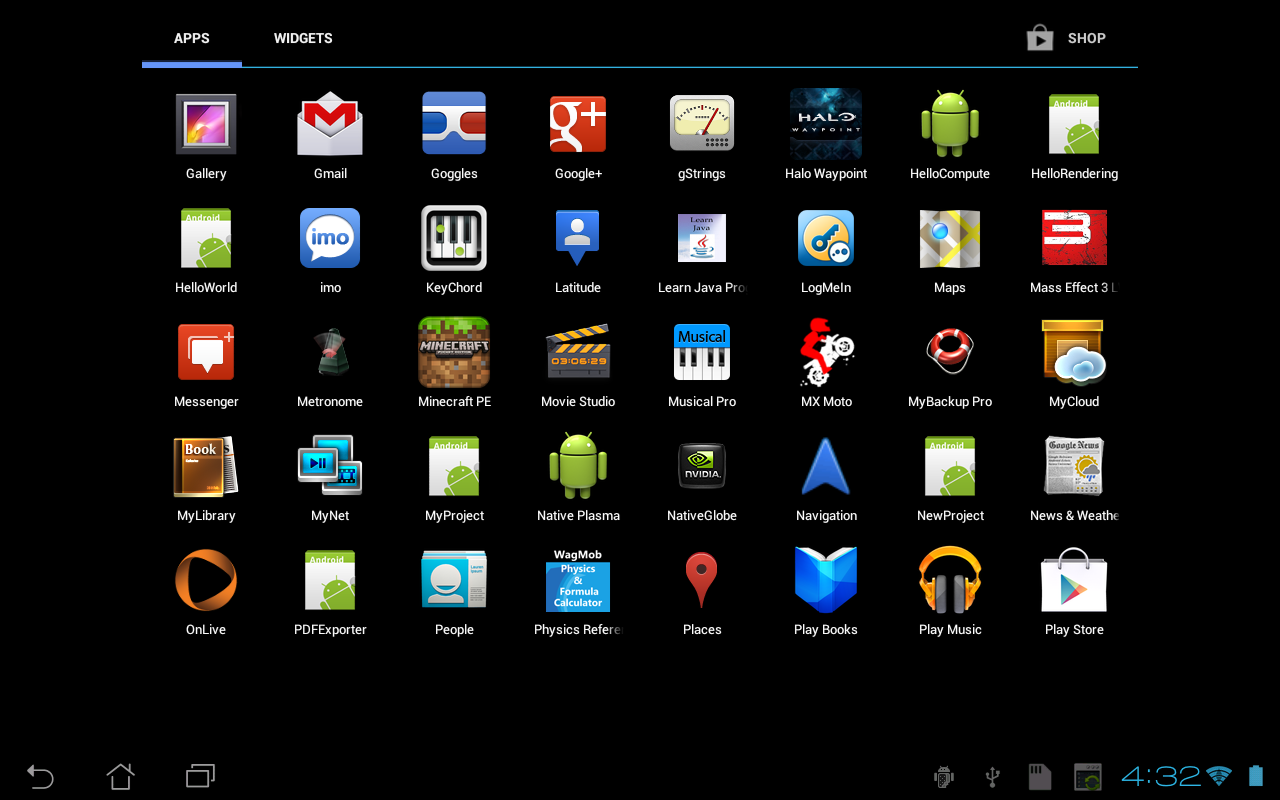 APPS WIDGETS SHOP
HALO
WAYPOINT
Android
Gallery Gmail Goggles Google+ gStrings Halo Waypoint HelloCompute HelloRendering
Android
imo
Learn
Java
3
HelloWorld imo KeyChord Latitude Learn Java Pro LogMeIn Maps Mass Effect 3 L
MINECRAFT
POCKET EDITION
03:06:29
Musical
Messenger Metronome Minecraft PE Movie Studio Musical Pro MX Moto MyBackup Pro MyCloud
Book
Android
NVIDIA.
Android
Google News
MyLibrary MyNet MyProject Native Plasma NativeGlobe Navigation NewProject News & Weathe
Android
WagMob
Physics
&
Formula
Calculator
OnLive PDFExporter People Physics Refere Places Play Books Play Music Play Store
4:32